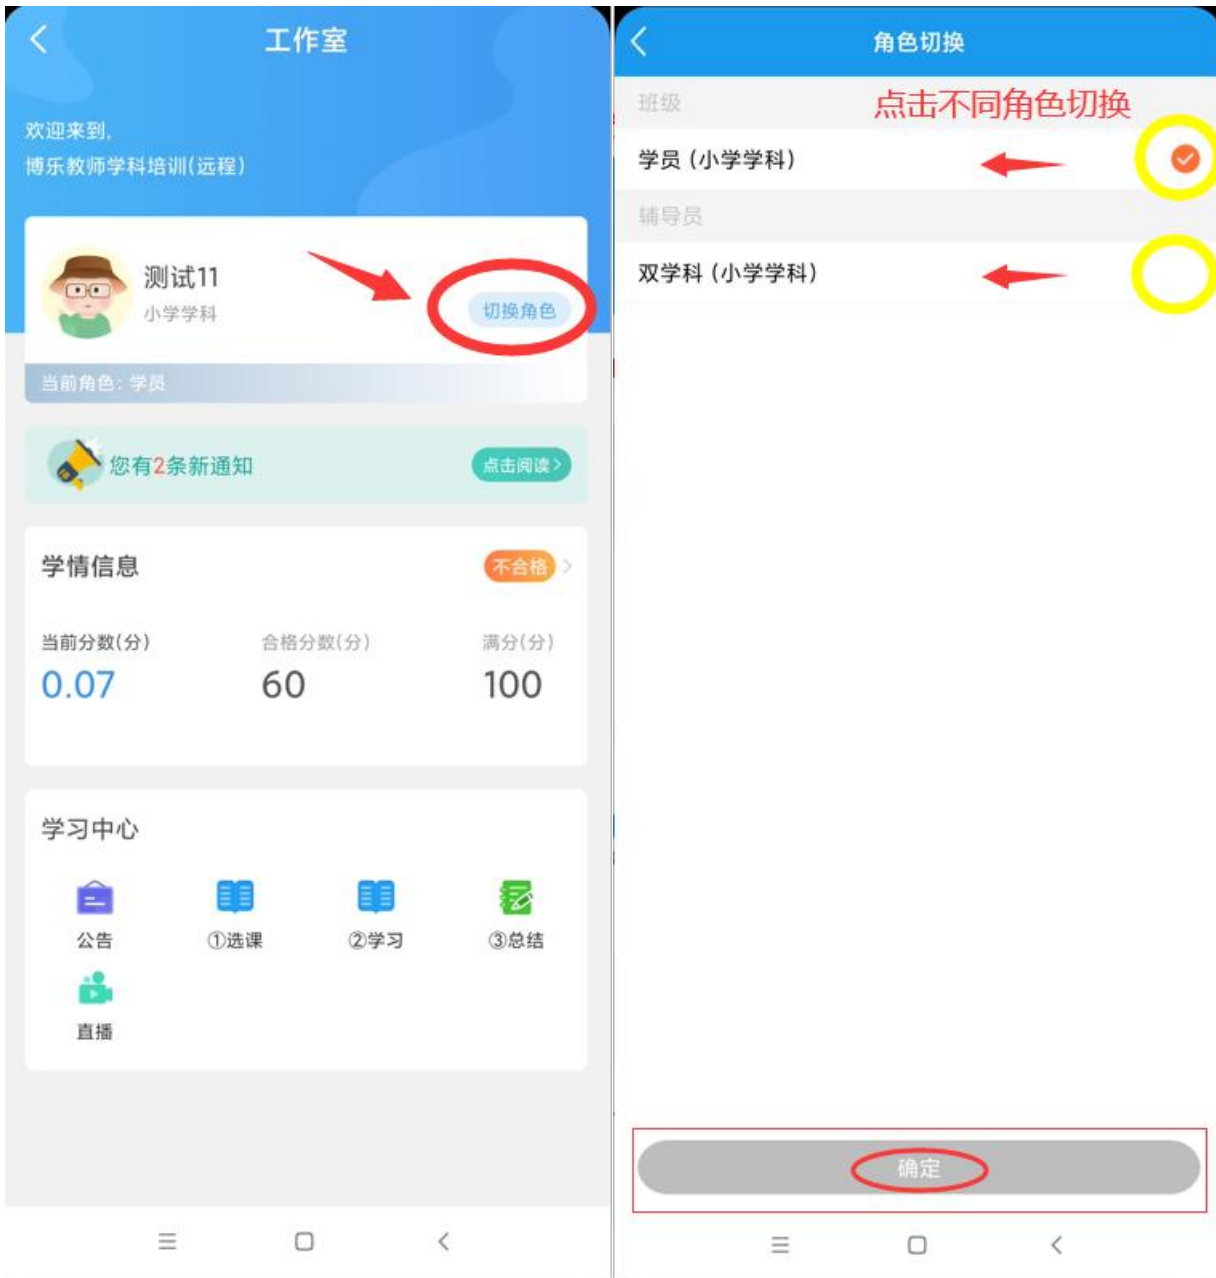 工作室
欢迎来到,
博乐教师学科培训(远程)
测试11
小学学科
切换角色
当前角色: 学员
您有2条新通知
点击阅读>
学情信息
不合格 >
当前分数(分) 合格分数(分) 满分(分)
0.07 60 100
学习中心
公告 ①选课 ②学习 ③总结
直播
角色切换
班级
点击不同角色切换
学员 (小学学科)
辅导员
双学科 (小学学科)
确定